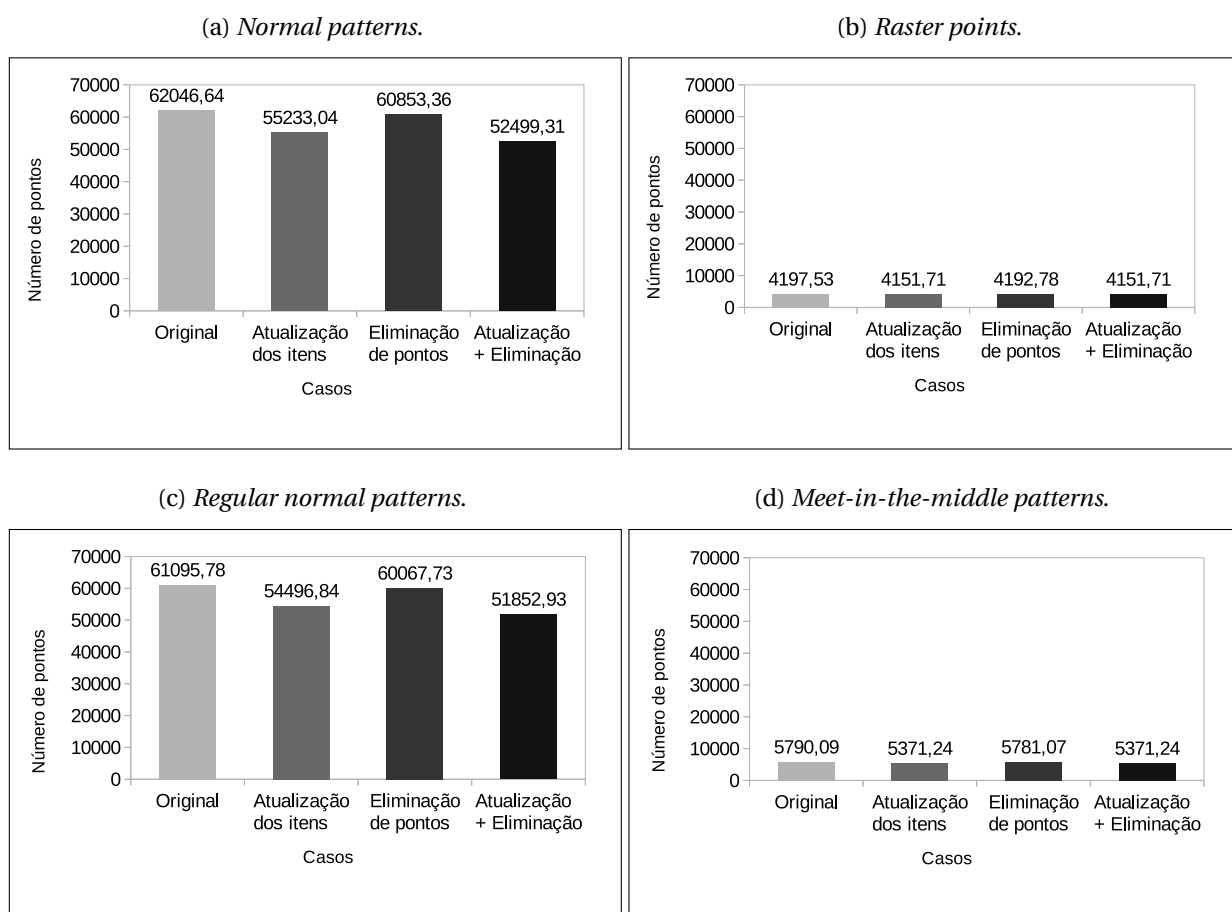 (a) Normal patterns.
70000
60000
50000
40000
30000
20000
10000
0
Número de pontos
62046,64
55233,04
60853,36
52499,31
Original
Atualização
dos itens
Eliminação
de pontos
Atualização
+ Eliminação
Casos
(b) Raster points.
70000
60000
50000
40000
30000
20000
10000
0
Número de pontos
4197,53
4151,71
4192,78
4151,71
Original
Atualização
dos itens
Eliminação
de pontos
Atualização
+ Eliminação
Casos
(c) Regular normal patterns.
70000
60000
50000
40000
30000
20000
10000
0
Número de pontos
61095,78
54496,84
60067,73
51852,93
Original
Atualização
dos itens
Eliminação
de pontos
Atualização
+ Eliminação
Casos
(d) Meet-in-the-middle patterns.
70000
60000
50000
40000
30000
20000
10000
0
Número de pontos
5790,09
5371,24
5781,07
5371,24
Original
Atualização
dos itens
Eliminação
de pontos
Atualização
+ Eliminação
Casos